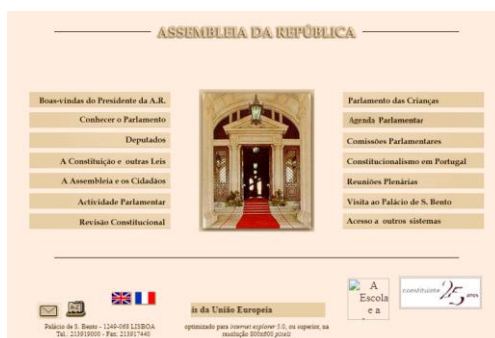 ASSEMBLEIA DA REPÚBLICA
Boas-vindas do Presidente da A.R.
Conhecer o Parlamento
Deputados
A Constituição e outras Leis
A Assembleia e os Cidadãos
Actividade Parlamentar
Revisão Constitucional
Parlamento das Crianças
Agenda Parlamentar
Comissões Parlamentares
Constitucionalismo em Portugal
Reuniões Plenárias
Visita ao Palácio de S. Bento
Acesso a outros sistemas
is da União Europeia
A
Escola
e a
constituinte 25 anos
Palácio de S. Bento - 1249-068 LISBOA
Tel.: 213919000 - Fax: 213917440
optimizado para internet explorer 5.0, ou superior, na
resolução 800x600 pixels